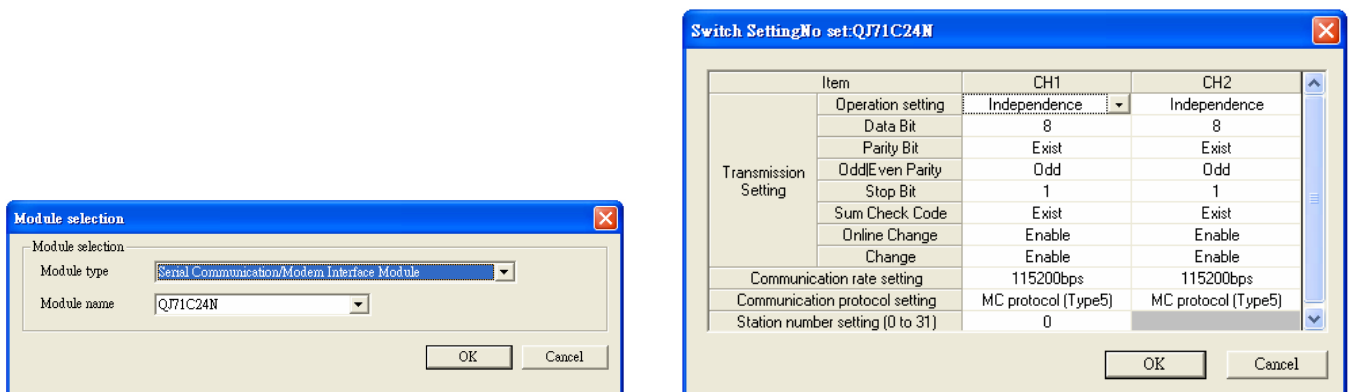 Module selection
Module selection
Module type Serial Communication/Modem Interface Module
Module name QJ71C24N
OK Cancel
Switch SettingNo set:QJ71C24N
Item CH1 CH2
Transmission Setting
Operation setting Independence Independence
Data Bit 8 8
Parity Bit Exist Exist
Odd|Even Parity Odd Odd
Stop Bit 1 1
Sum Check Code Exist Exist
Online Change Enable Enable
Change Enable Enable
Communication rate setting 115200bps 115200bps
Communication protocol setting MC protocol (Type5) MC protocol (Type5)
Station number setting (0 to 31) 0
OK Cancel